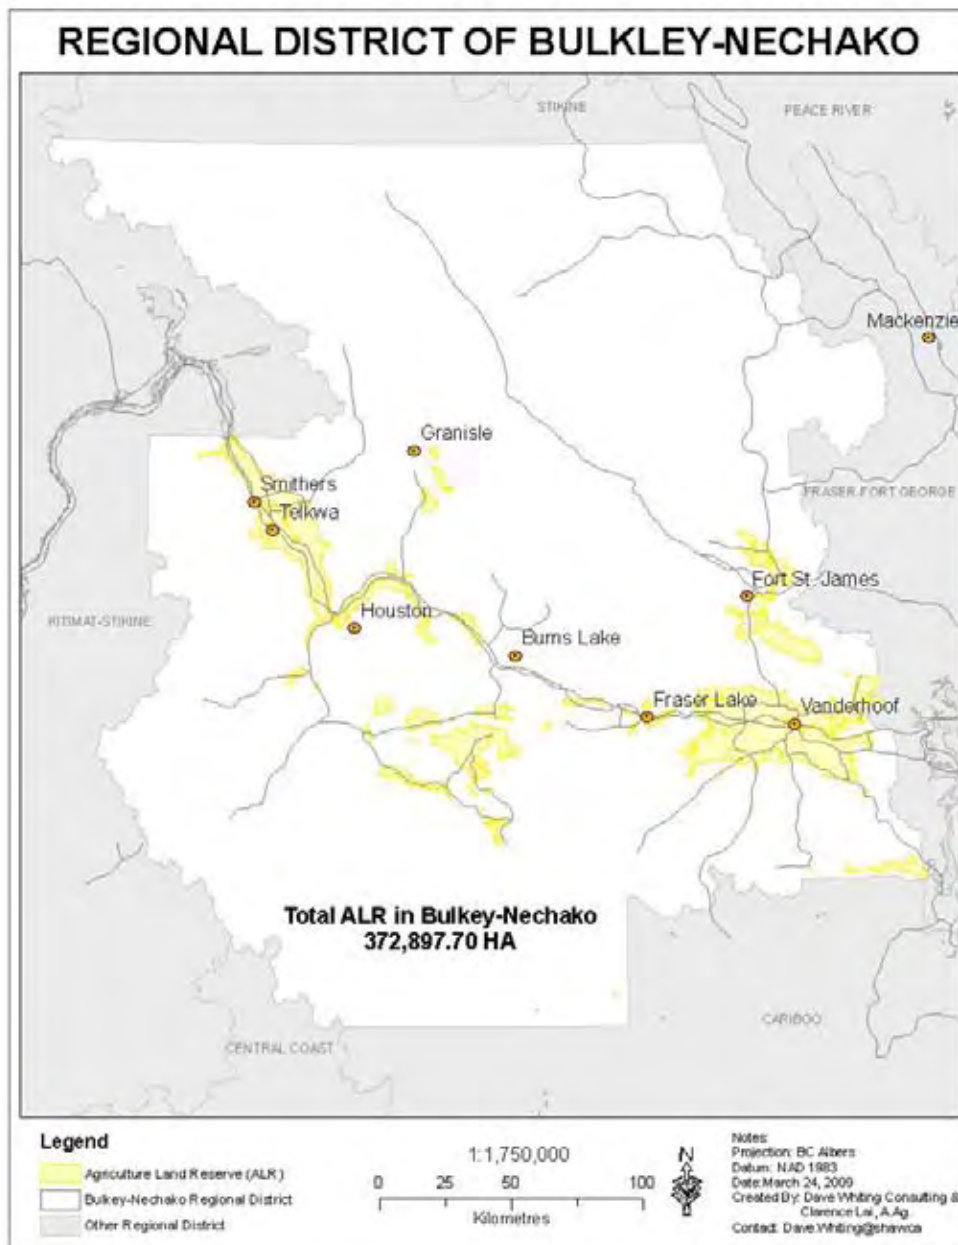 REGIONAL DISTRICT OF BULKLEY-NECHAKO
STIKINE
PEACE RIVER
Mackenzie
Granisle
Smithers
Telkwa
FRASER-FORT GEORGE
Fort St. James
KITIMAT-STIKINE
Houston
Burns Lake
Fraser Lake
Vanderhoof
Total ALR in Bulkey-Nechako
372,897.70 HA
CARIBOO
CENTRAL COAST
Legend
Agriculture Land Reserve (ALR)
Bulkey-Nechako Regional District
Other Regional District
1:1,750,000
0 25 50 100
Kilometres
N
Notes:
Projection: BC Albers
Datum: NAD 1983
Date: March 24, 2009
Created By: Dave Whiting Consulting &
Clarence Lai, A.Ag.
Contact: Dave.Whiting@shawca